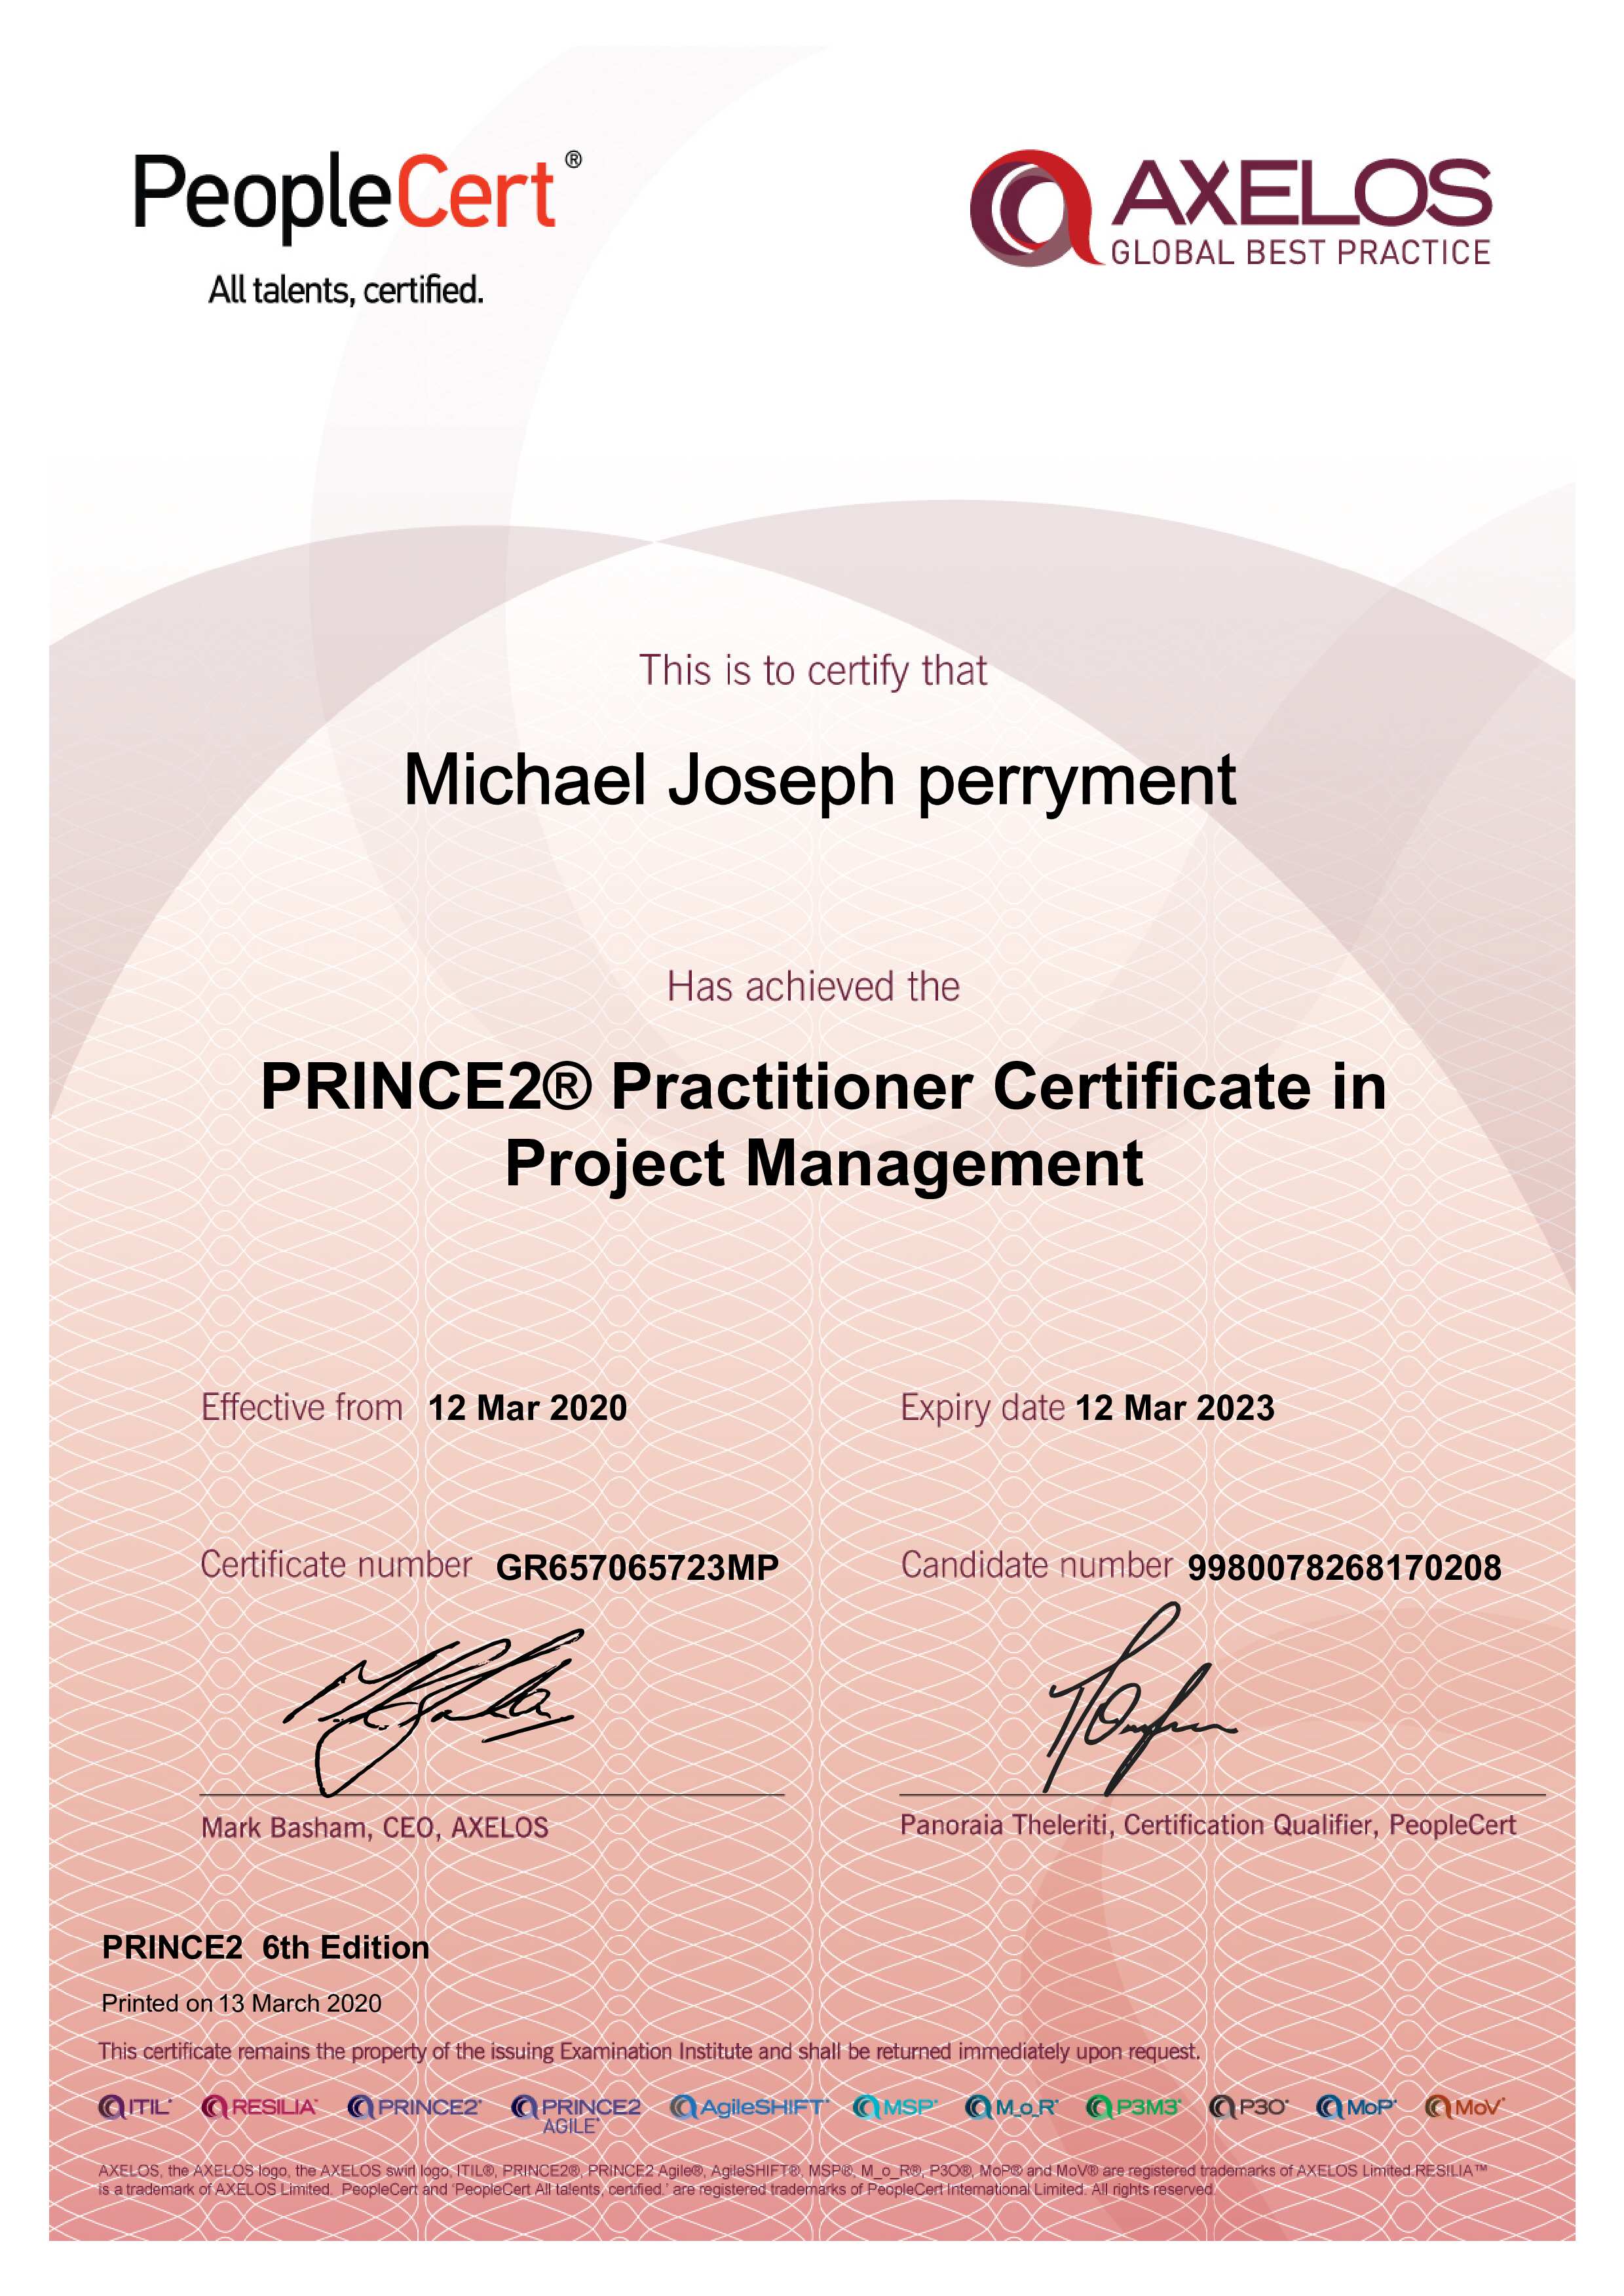 PeopleCert®
All talents, certified.
AXELOS
GLOBAL BEST PRACTICE
This is to certify that
Michael Joseph perryment
Has achieved the
PRINCE2® Practitioner Certificate in
Project Management
Effective from 12 Mar 2020
Expiry date 12 Mar 2023
Certificate number GR657065723MP
Candidate number 9980078268170208
Mark Basham, CEO, AXELOS
Panoraia Theleriti, Certification Qualifier, PeopleCert
PRINCE2 6th Edition
Printed on 13 March 2020
This certificate remains the property of the issuing Examination Institute and shall be returned immediately upon request.
ITIL® RESILIA™ PRINCE2® PRINCE2 AGILE® AgileSHIFT® MSP® M_o_R® P3M3® P3O® MoP® MoV®
AXELOS, the AXELOS logo, the AXELOS swirl logo, ITIL®, PRINCE2®, PRINCE2 Agile®, AgileSHIFT®, MSP®, M_o_R®, P3O®, MoP® and MoV® are registered trademarks of AXELOS Limited.RESILIA™
is a trademark of AXELOS Limited. PeopleCert and 'PeopleCert All talents, certified.' are registered trademarks of PeopleCert International Limited. All rights reserved.